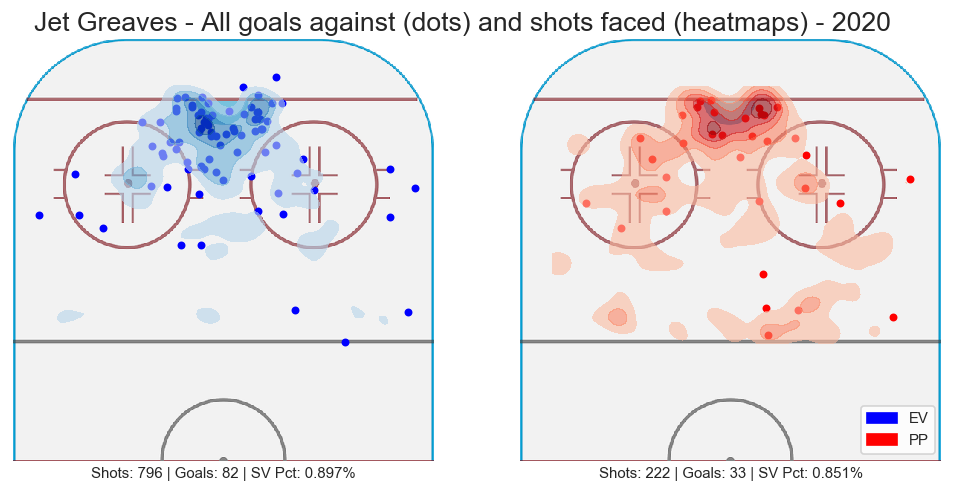 Jet Greaves - All goals against (dots) and shots faced (heatmaps) - 2020
EV
PP
Shots: 796 | Goals: 82 | SV Pct: 0.897%
Shots: 222 | Goals: 33 | SV Pct: 0.851%